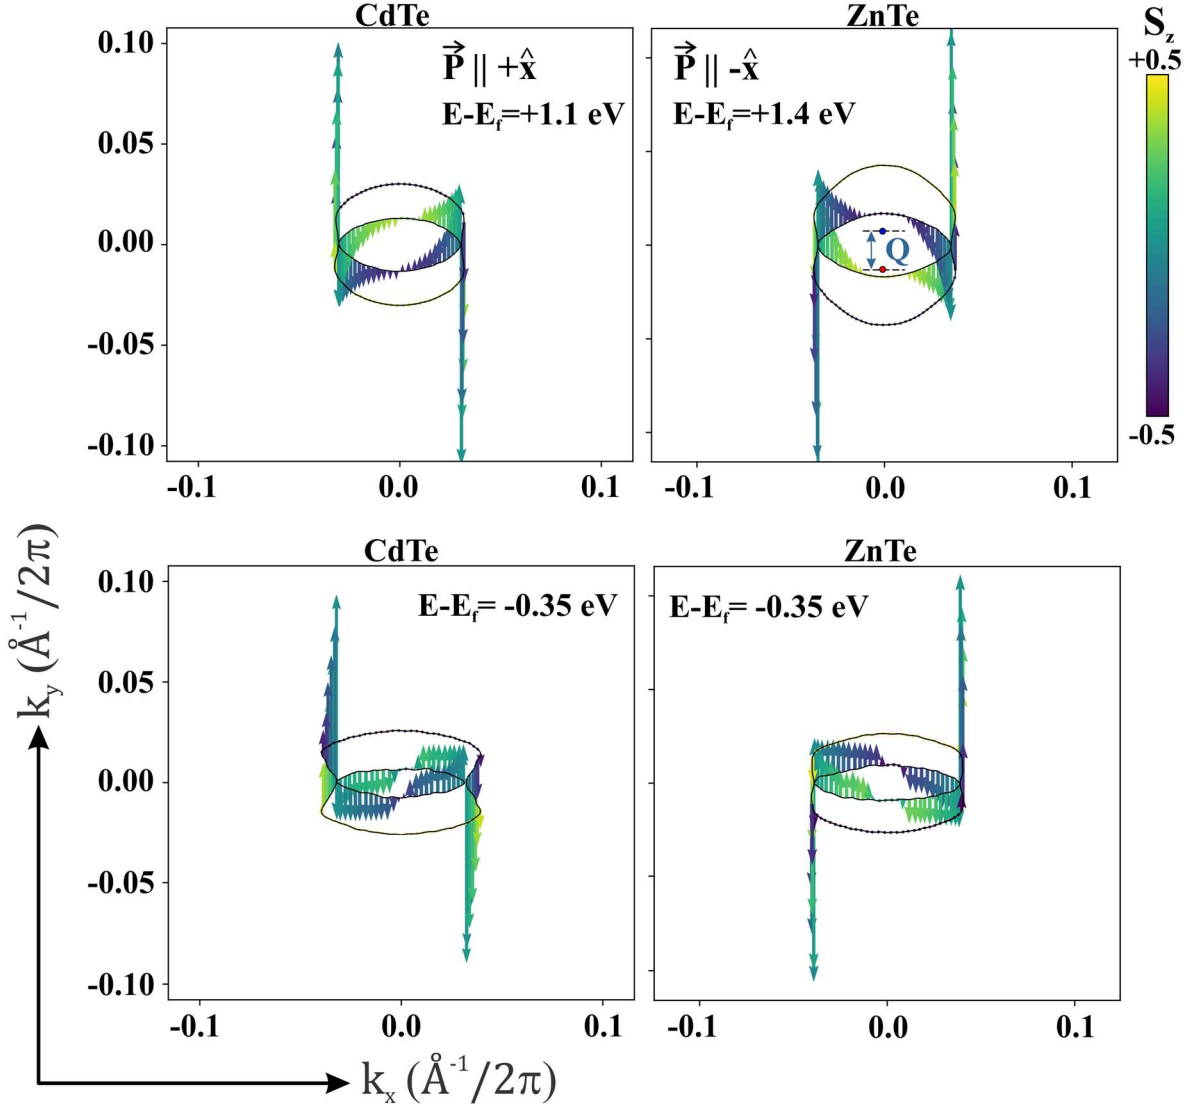 CdTe
ZnTe
S_z
+0.5
-0.5
0.10
0.05
0.00
-0.05
-0.10
P⃗ || +x̂
E-E_f=+1.1 eV
P⃗ || -x̂
E-E_f=+1.4 eV
Q
-0.1
0.0
0.1
-0.1
0.0
0.1
CdTe
ZnTe
0.10
0.05
0.00
-0.05
-0.10
E-E_f= -0.35 eV
E-E_f= -0.35 eV
-0.1
0.0
0.1
-0.1
0.0
0.1
k_y (Å⁻¹/2π)
k_x (Å⁻¹/2π)